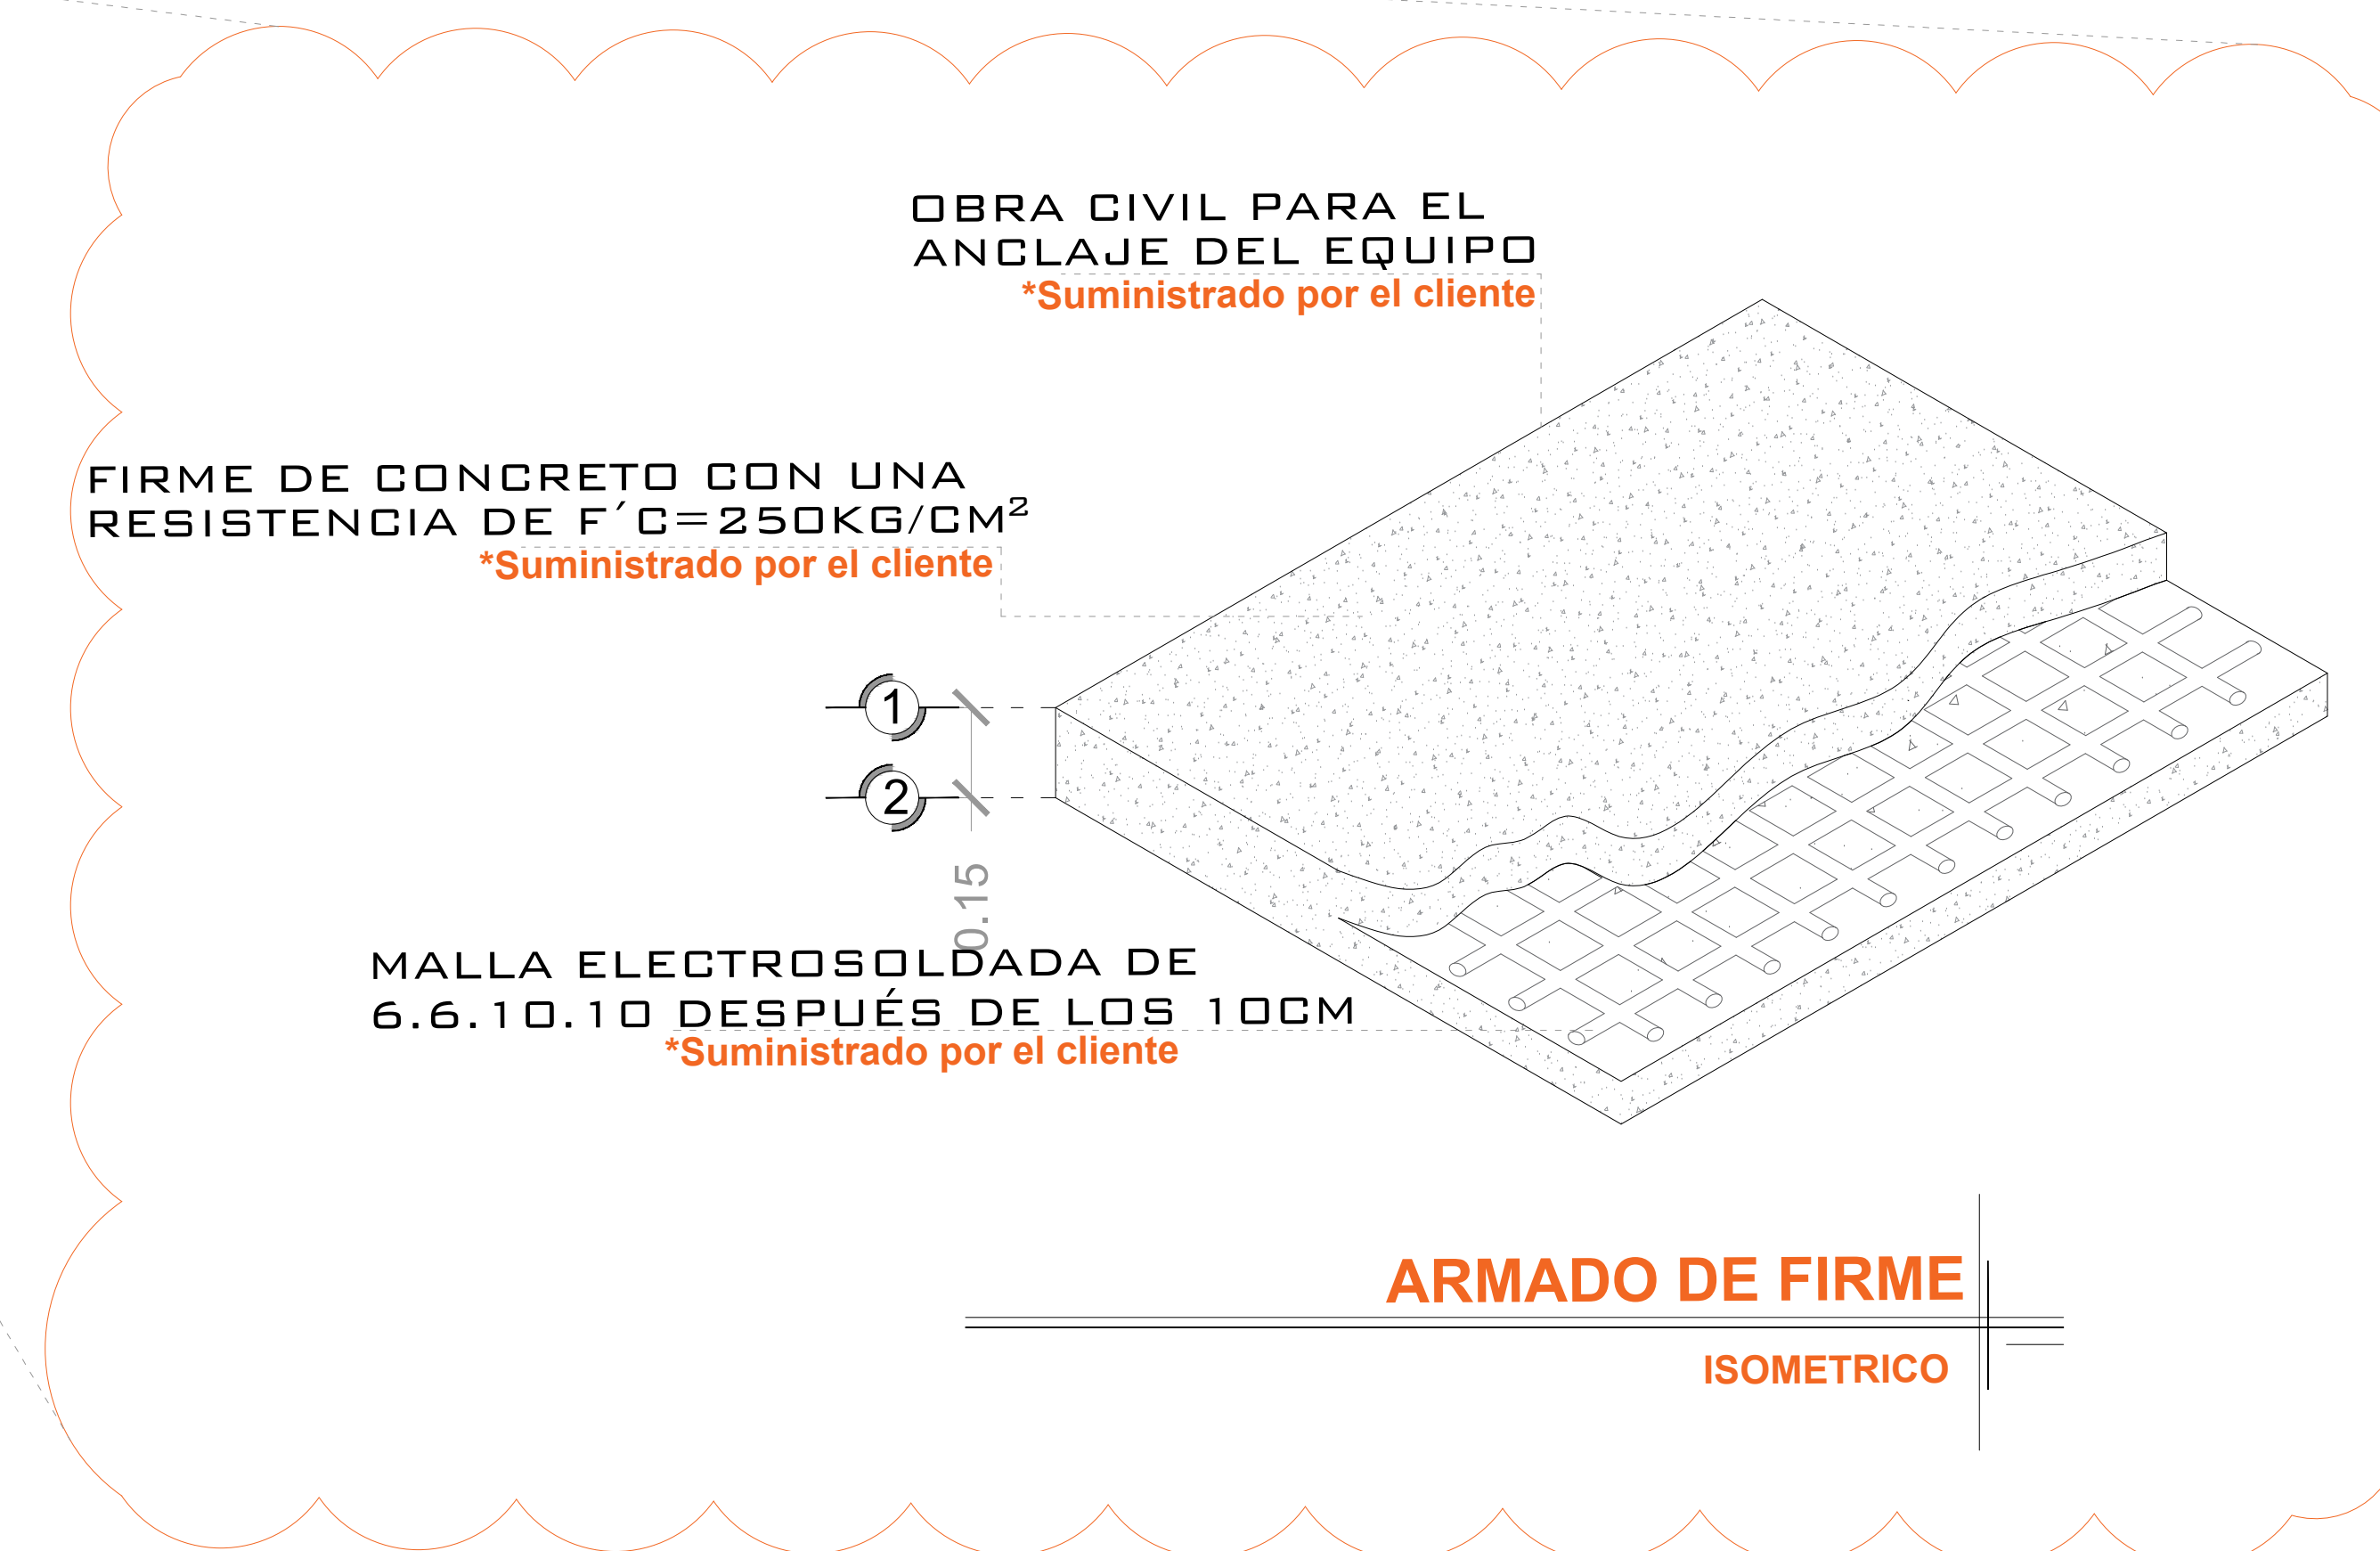 OBRA CIVIL PARA EL
ANCLAJE DEL EQUIPO
*Suministrado por el cliente
FIRME DE CONCRETO CON UNA
RESISTENCIA DE F´C=250KG/CM²
*Suministrado por el cliente
1
2
0.15
MALLA ELECTROSOLDADA DE
6.6.10.10 DESPUÉS DE LOS 10CM
*Suministrado por el cliente
ARMADO DE FIRME
ISOMETRICO